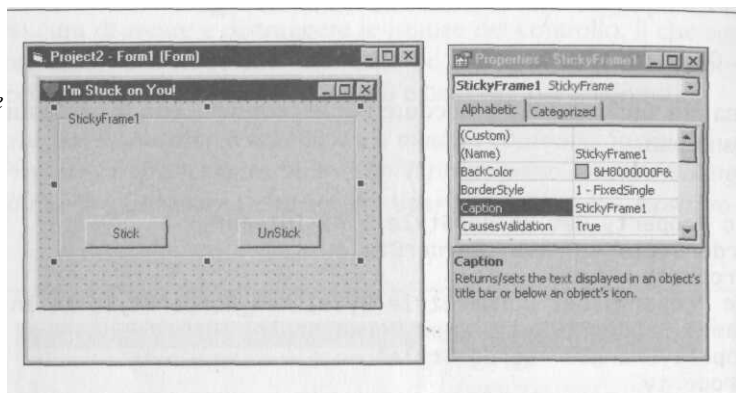 Project2 - Form1 (Form)
I'm Stuck on You!
StickyFrame1
Stick
UnStick
Properties - StickyFrame1
StickyFrame1 StickyFrame
Alphabetic
Categorized
(Custom)
(Name) StickyFrame1
BackColor &H8000000F&
BorderStyle 1 - FixedSingle
Caption StickyFrame1
CausesValidation True
Caption
Returns/sets the text displayed in an object's
title bar or below an object's icon.